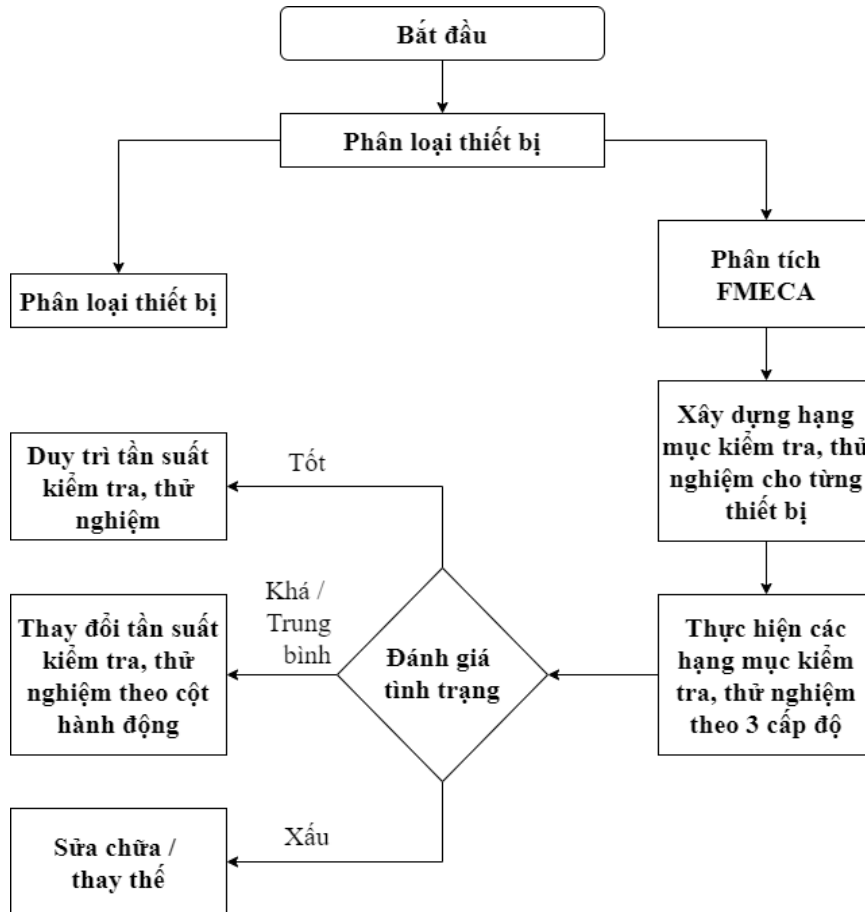 Bắt đầu
Phân loại thiết bị
Phân loại thiết bị
Phân tích
FMECA
Xây dựng hạng
mục kiểm tra, thử
nghiệm cho từng
thiết bị
Thực hiện các
hạng mục kiểm
tra, thử nghiệm
theo 3 cấp độ
Đánh giá
tình trạng
Tốt
Duy trì tần suất
kiểm tra, thử
nghiệm
Khá /
Trung
bình
Thay đổi tần suất
kiểm tra, thử
nghiệm theo cột
hành động
Xấu
Sửa chữa /
thay thế